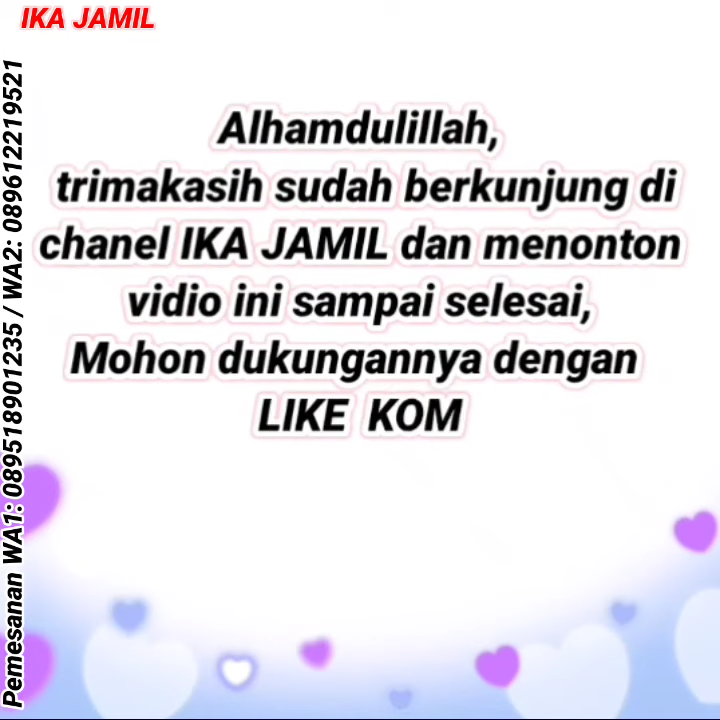 IKA JAMIL
Alhamdulillah,
trimakasih sudah berkunjung di
chanel IKA JAMIL dan menonton
vidio ini sampai selesai,
Mohon dukungannya dengan
LIKE KOM
Pemesanan WA1: 089518901235 / WA2: 089612219521